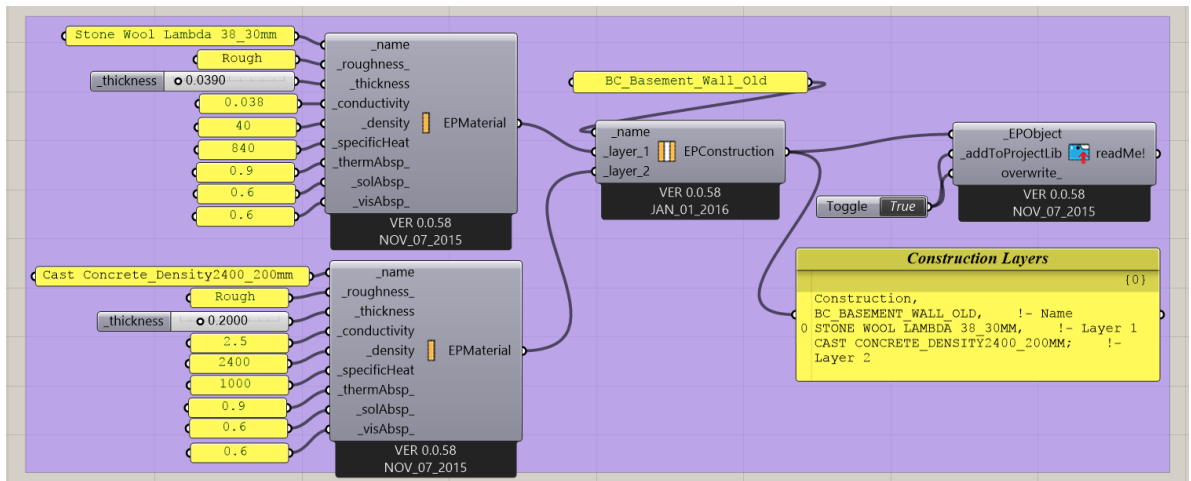 Stone Wool Lambda 38_30mm
Rough
_thickness 0.0390
0.038
40
840
0.9
0.6
0.6
_name
_roughness_
_thickness
_conductivity
_density
_specificHeat
_thermAbsp_
_solAbsp_
_visAbsp_
EPMaterial
VER 0.0.58
NOV_07_2015
Cast Concrete_Density2400_200mm
Rough
_thickness 0.2000
2.5
2400
1000
0.9
0.6
0.6
_name
_roughness_
_thickness
_conductivity
_density
_specificHeat
_thermAbsp_
_solAbsp_
_visAbsp_
EPMaterial
VER 0.0.58
NOV_07_2015
BC_Basement_Wall_Old
_name
_layer_1
_layer_2
EPConstruction
VER 0.0.58
JAN_01_2016
Toggle True
_EPObject
_addToProjectLib
overwrite_
readMe!
VER 0.0.58
NOV_07_2015
Construction Layers
{0}
0
Construction,
BC_BASEMENT_WALL_OLD, !- Name
STONE WOOL LAMBDA 38_30MM, !- Layer 1
CAST CONCRETE_DENSITY2400_200MM; !-
Layer 2